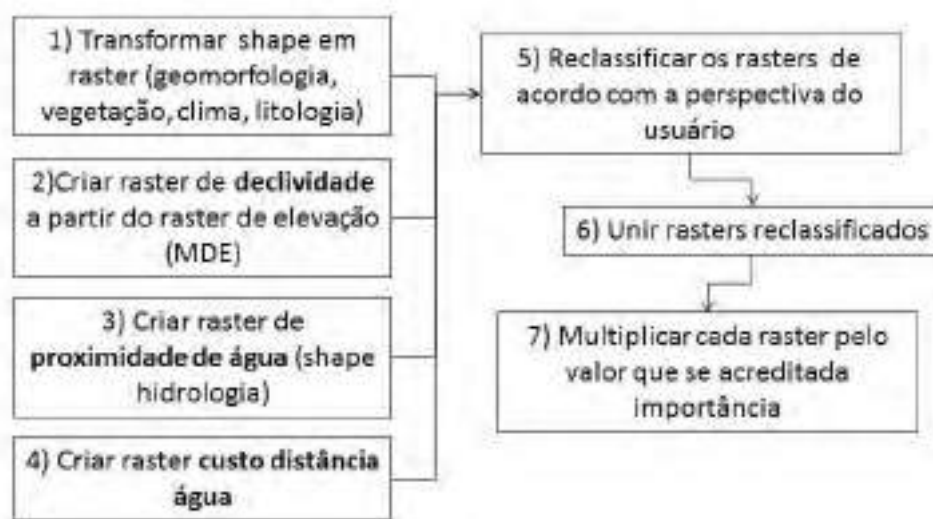 1) Transformar shape em
raster (geomorfologia,
vegetação, clima, litologia)
2)Criar raster de declividade
a partir do raster de elevação
(MDE)
3) Criar raster de
proximidade de água (shape
hidrologia)
4) Criar raster custo distância
água
5) Reclassificar os rasters de
acordo com a perspectiva do
usuário
6) Unir rasters reclassificados
7) Multiplicar cada raster pelo
valor que se acreditada
importância